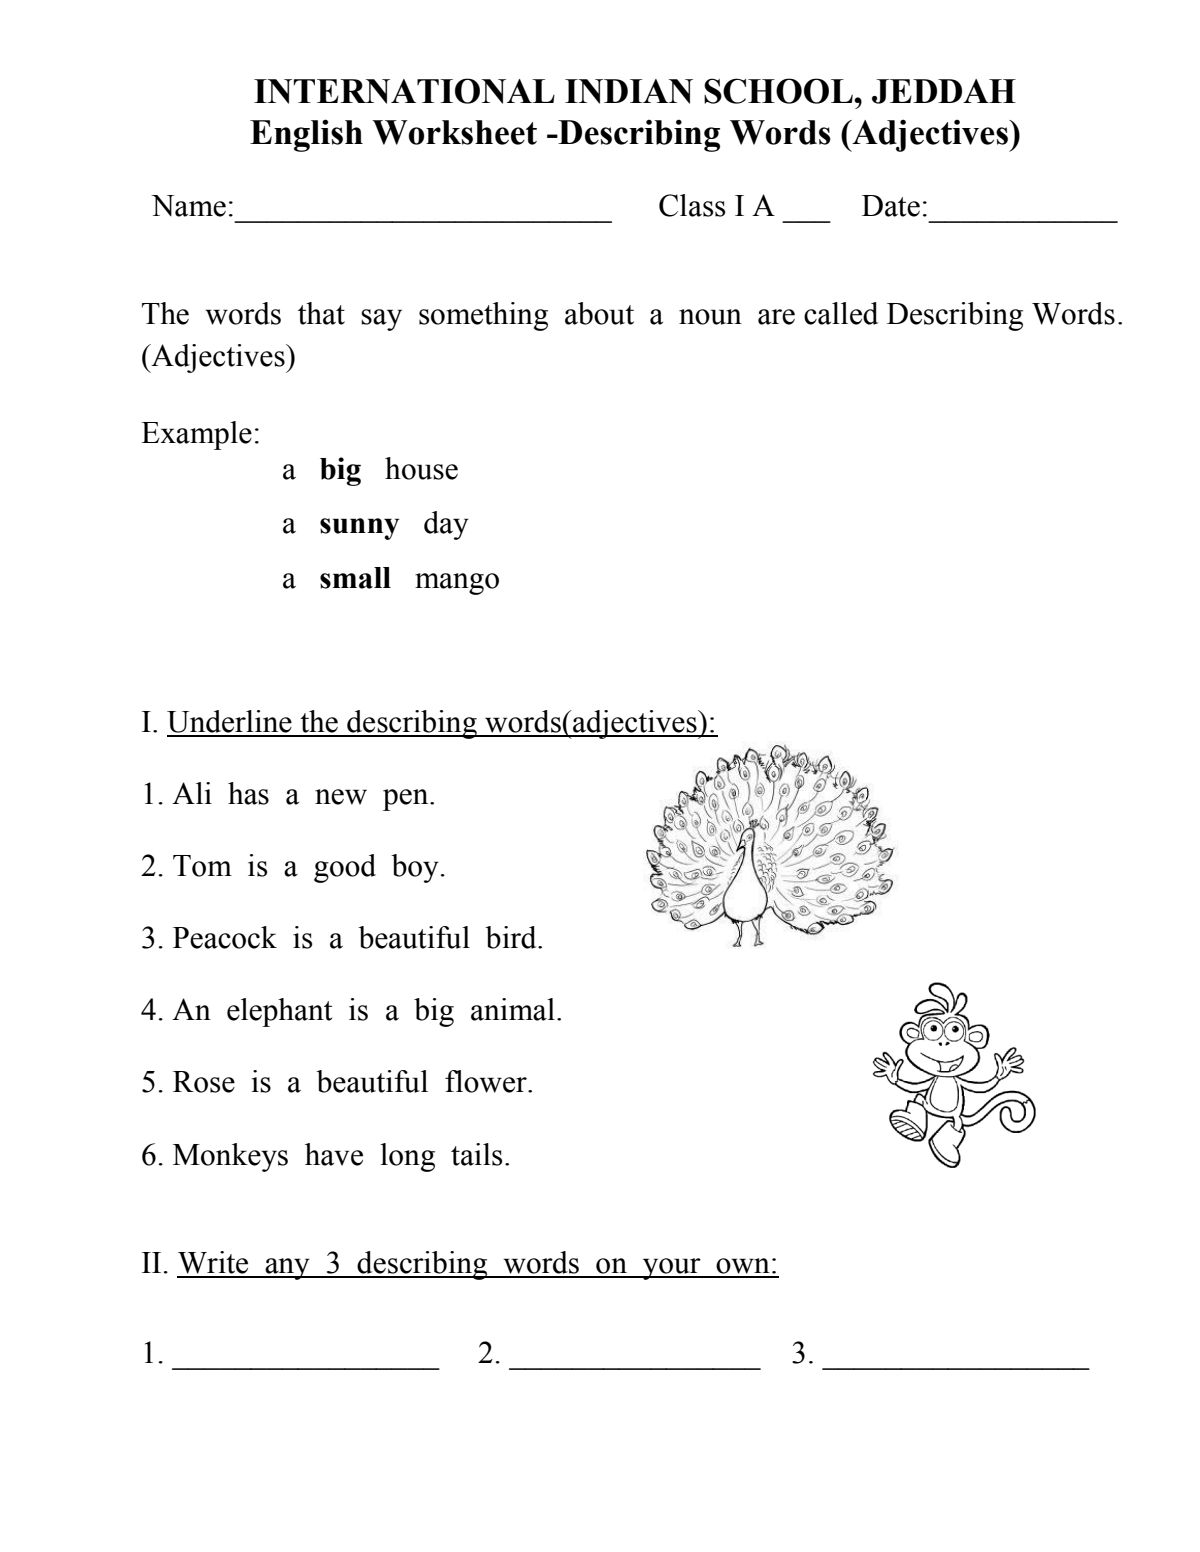 INTERNATIONAL INDIAN SCHOOL, JEDDAH
English Worksheet -Describing Words (Adjectives)
Name:________________________ Class I A ___ Date:____________
The words that say something about a noun are called Describing Words.
(Adjectives)
Example:
a big house
a sunny day
a small mango
I. Underline the describing words(adjectives):
1. Ali has a new pen.
2. Tom is a good boy.
3. Peacock is a beautiful bird.
4. An elephant is a big animal.
5. Rose is a beautiful flower.
6. Monkeys have long tails.
II. Write any 3 describing words on your own:
1. _________________ 2. ________________ 3. _________________